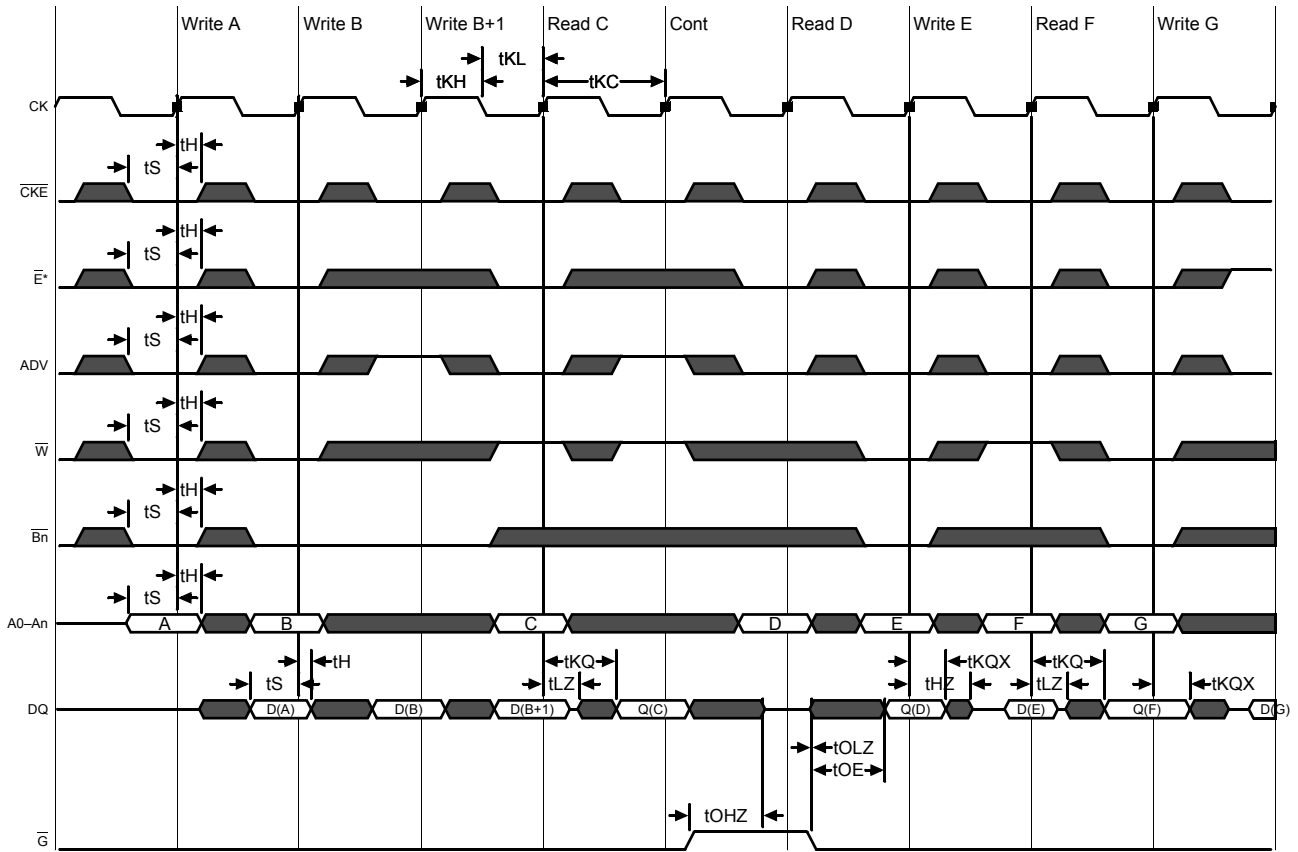 Write A Write B Write B+1 Read C Cont Read D Write E Read F Write G
tKL
tKH tKC
CK
tH
tS
CKE
tH
tS
E*
tH
tS
ADV
tH
tS
W
tH
tS
Bn
tH
tS
A0–An A B C D E F G
tH tKQ tKQX tKQ
tS tLZ tHZ tLZ tKQX
DQ D(A) D(B) D(B+1) Q(C) Q(D) D(E) Q(F) D(G)
tOLZ
tOE
tOHZ
G